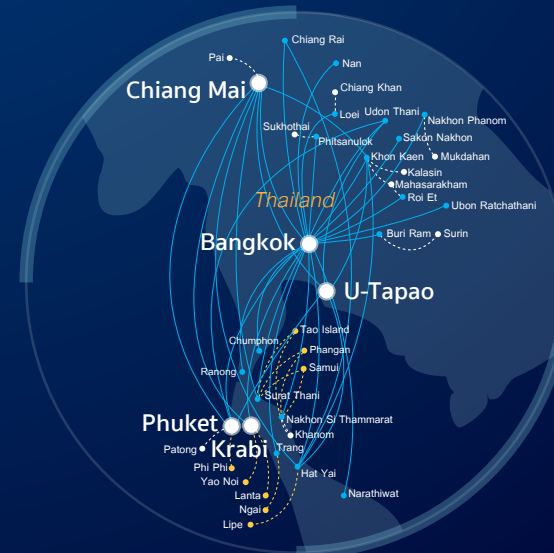 Chiang Rai
Pai
Nan
Chiang Mai
Chiang Khan
Loei
Udon Thani
Nakhon Phanom
Sukhothai
Phitsanulok
Sakon Nakhon
Khon Kaen
Mukdahan
Kalasin
Mahasarakham
Roi Et
Thailand
Ubon Ratchathani
Bangkok
Buri Ram
Surin
U-Tapao
Tao Island
Chumphon
Phangan
Samui
Ranong
Surat Thani
Phuket
Nakhon Si Thammarat
Khanom
Krabi
Patong
Trang
Phi Phi
Hat Yai
Yao Noi
Lanta
Narathiwat
Ngai
Lipe